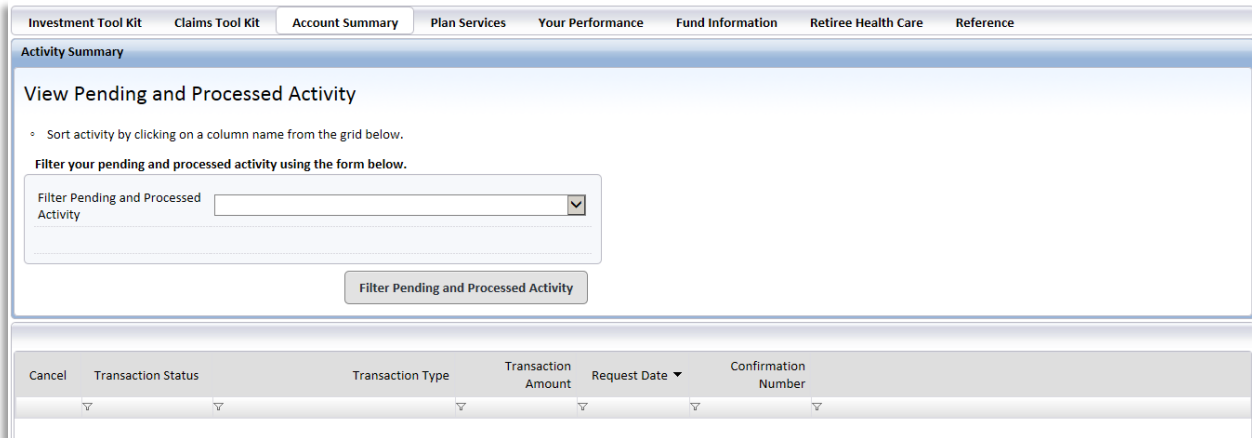 Investment Tool Kit Claims Tool Kit Account Summary Plan Services Your Performance Fund Information Retiree Health Care Reference
Activity Summary
View Pending and Processed Activity
Sort activity by clicking on a column name from the grid below.
Filter your pending and processed activity using the form below.
Filter Pending and Processed
Activity
Filter Pending and Processed Activity
Cancel Transaction Status Transaction Type Transaction Amount Request Date Confirmation Number